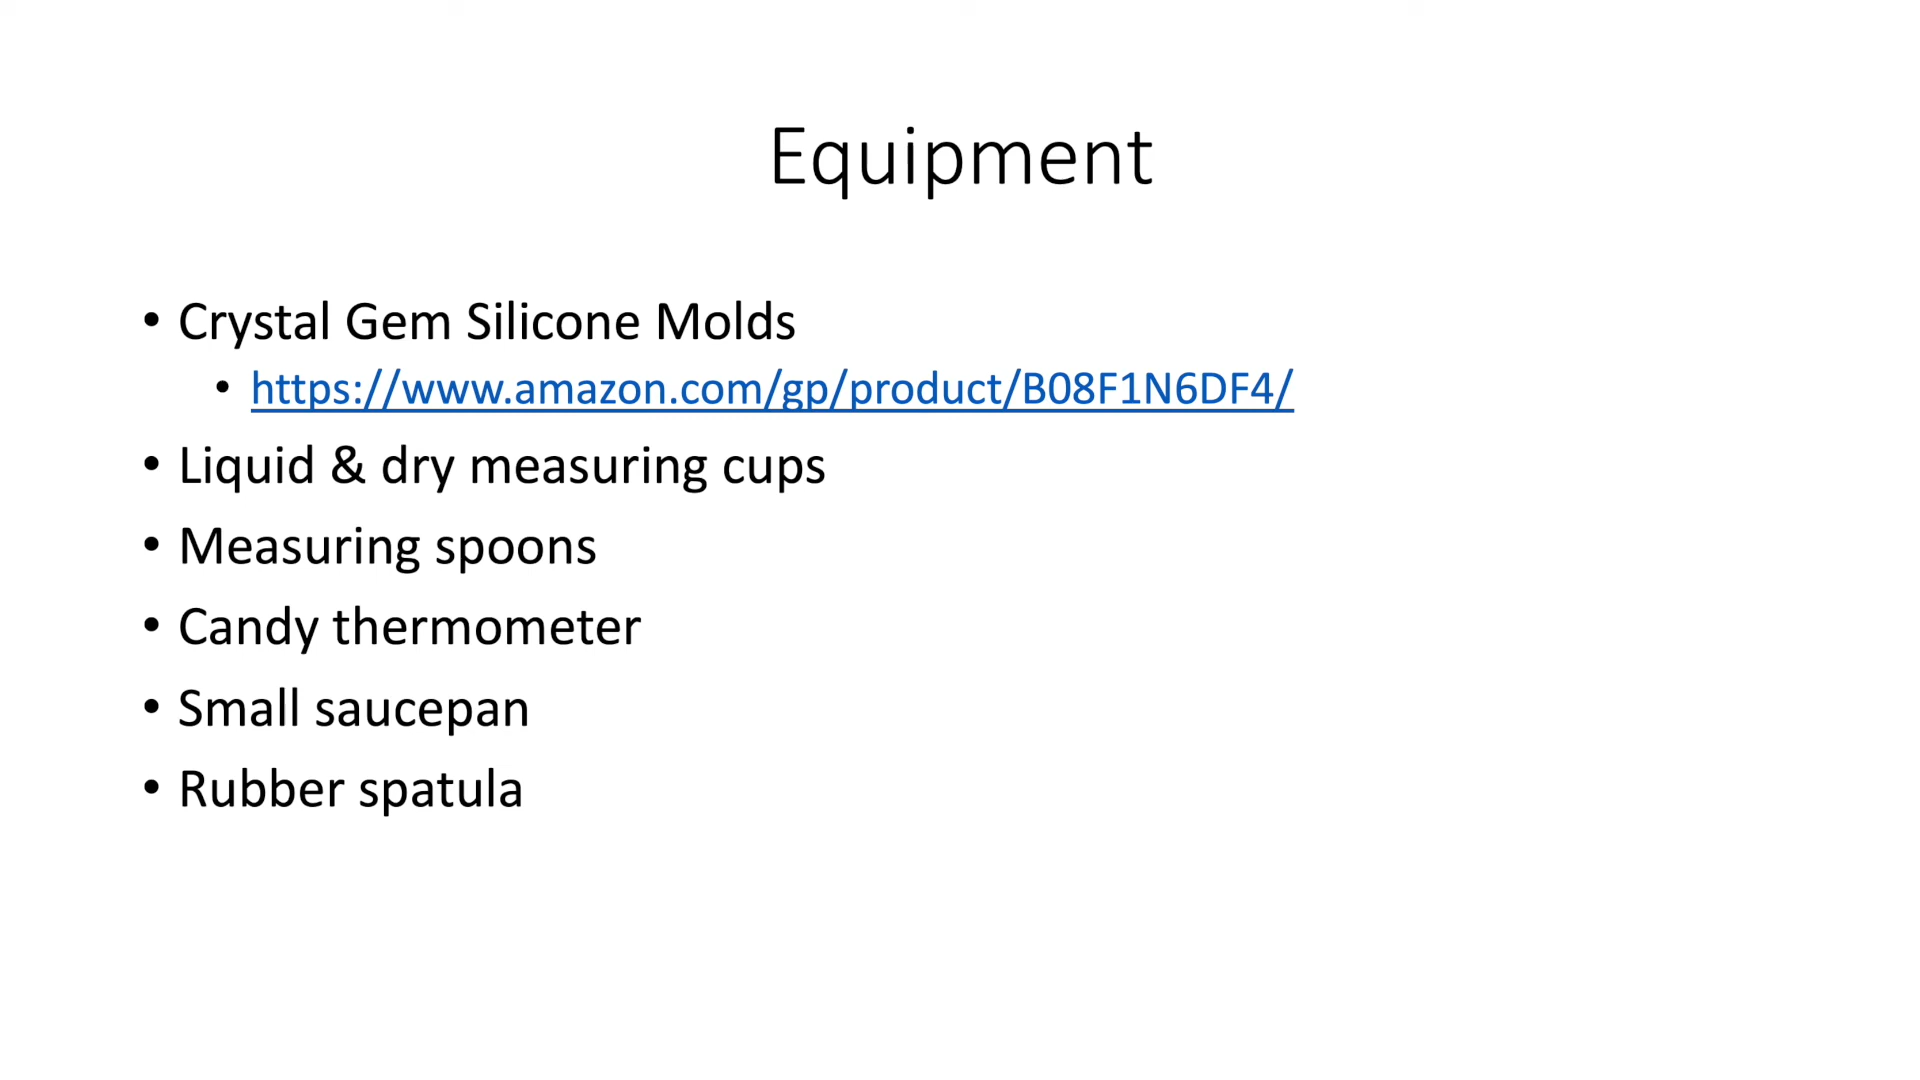 Equipment
• Crystal Gem Silicone Molds
• https://www.amazon.com/gp/product/B08F1N6DF4/
• Liquid & dry measuring cups
• Measuring spoons
• Candy thermometer
• Small saucepan
• Rubber spatula